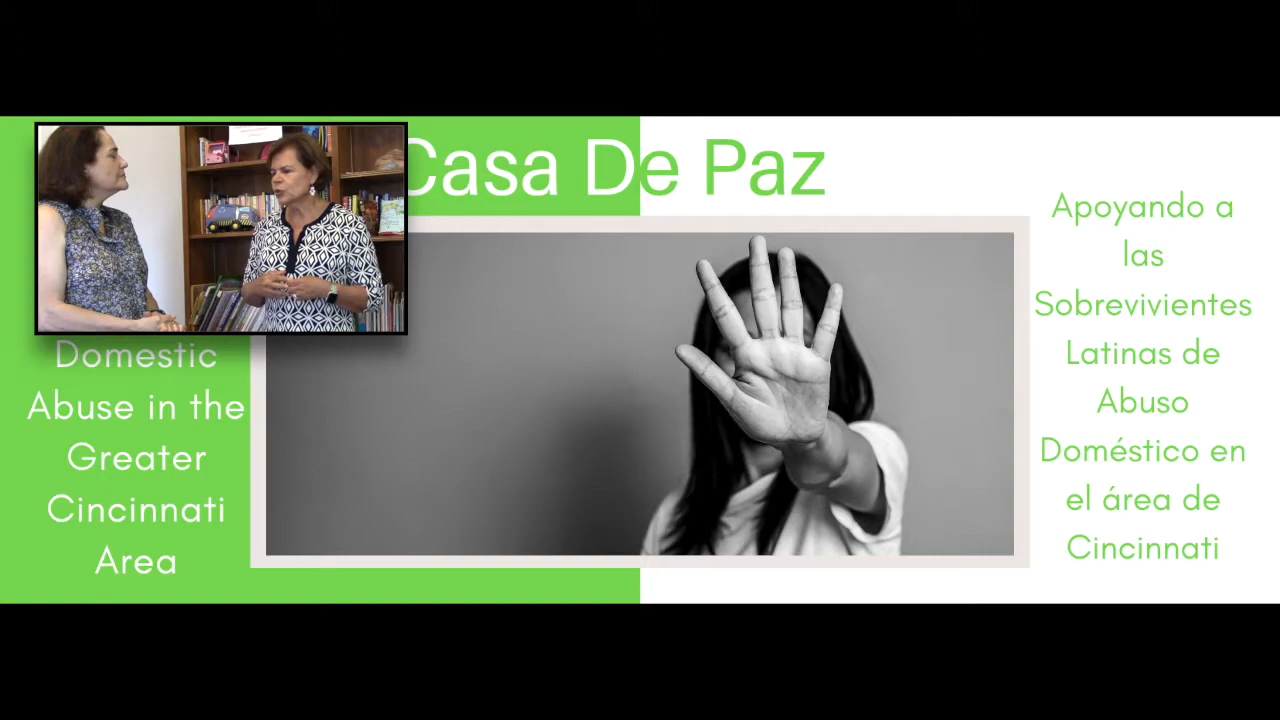 Casa De Paz
Domestic
Abuse in the
Greater
Cincinnati
Area
Apoyando a
las
Sobrevivientes
Latinas de
Abuso
Doméstico en
el área de
Cincinnati